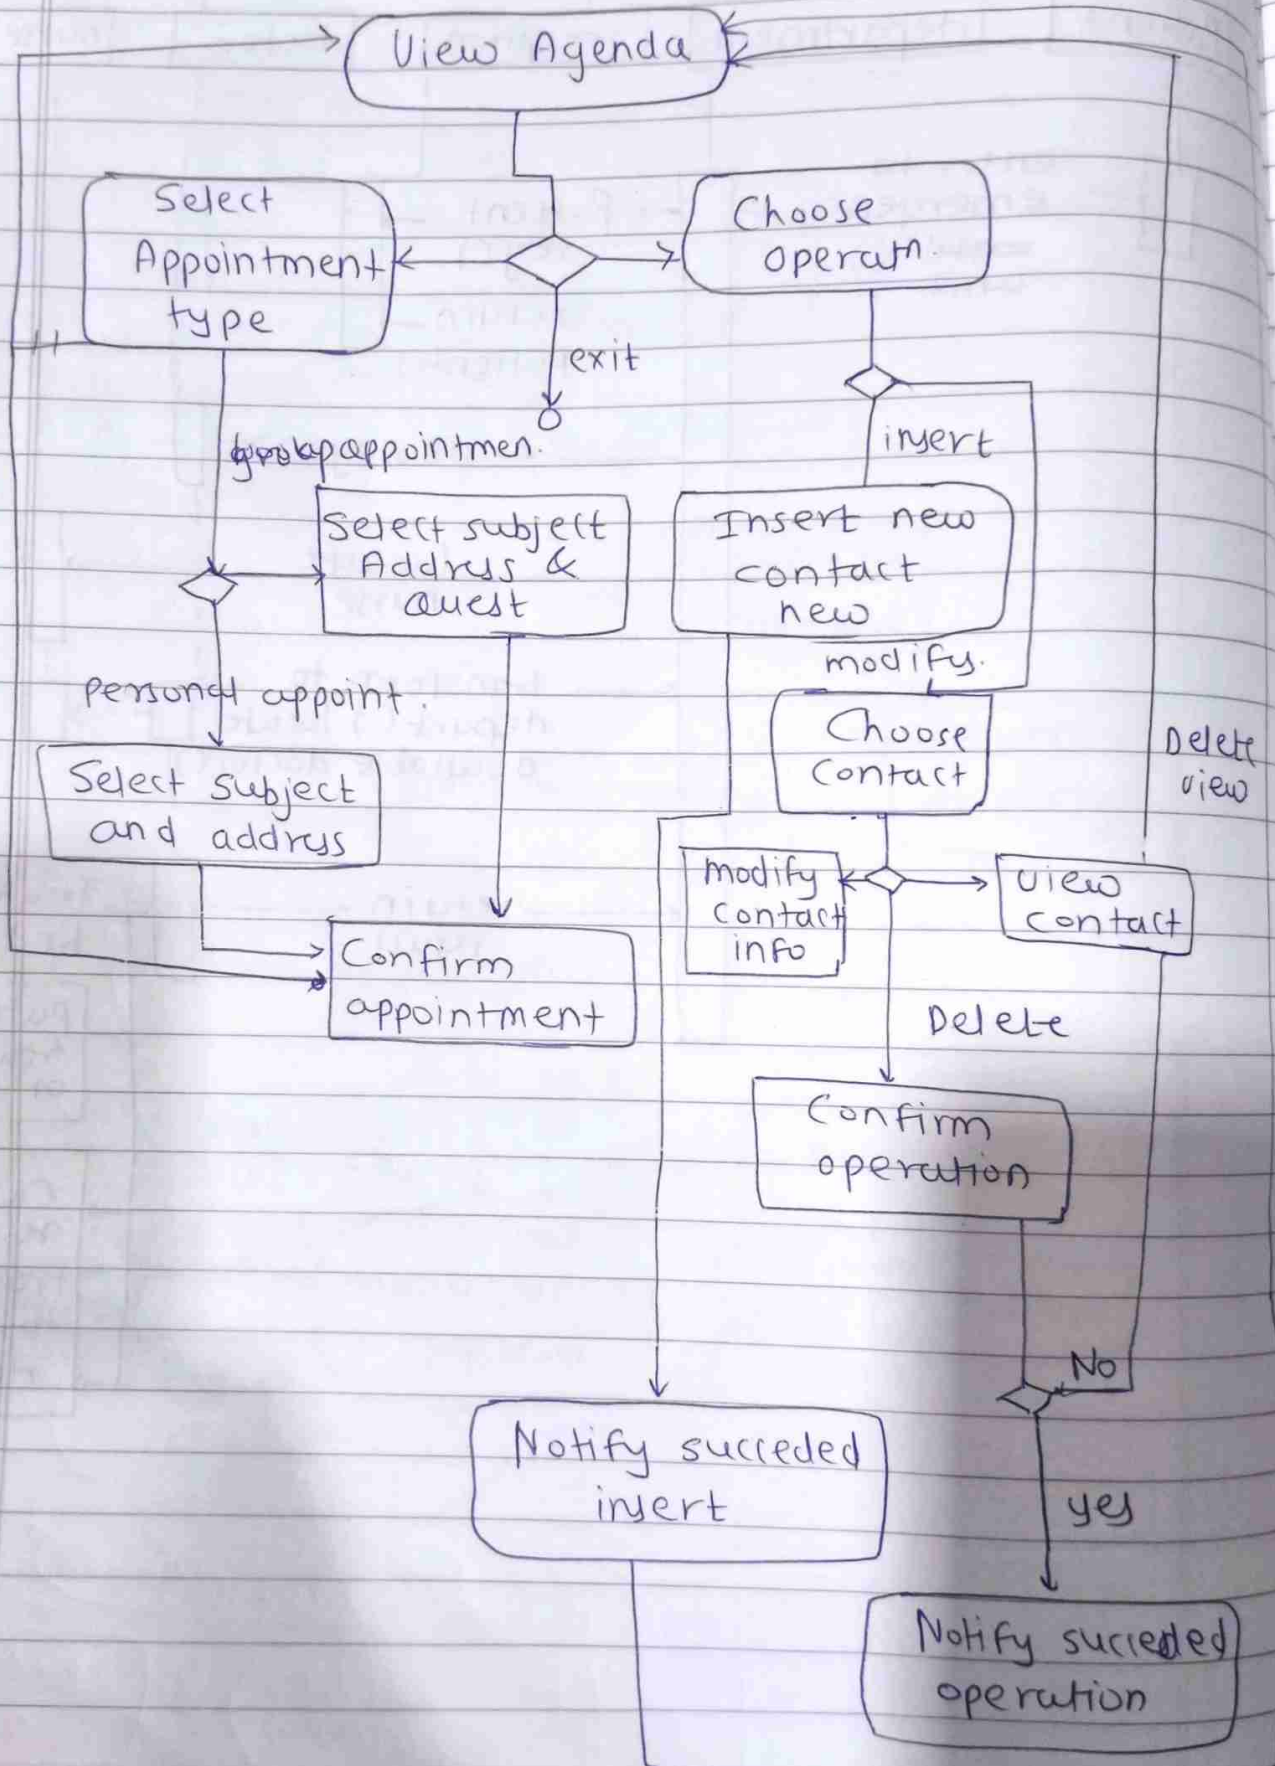 View Agenda
Select
Appointment
type
Choose
operatn.
exit
insert
appointmen.
Select subject
Address &
Quest
Insert new
contact
new
modify.
personal appoint.
Choose
contact
Delete
view
Select subject
and address
modify
contact
info
view
contact
Confirm
appointment
Delete
Confirm
operation
No
Notify succeded
insert
yes
Notify succeded
operation